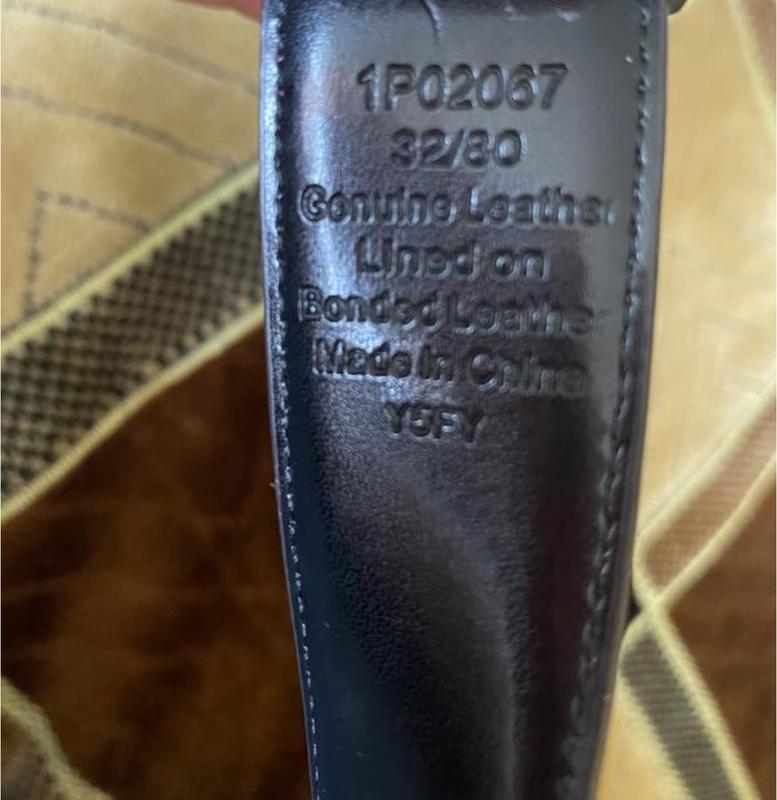 1P02067
32/80
Genuine Leather
Lined on
Bonded Leather
Made In China
Y5FY